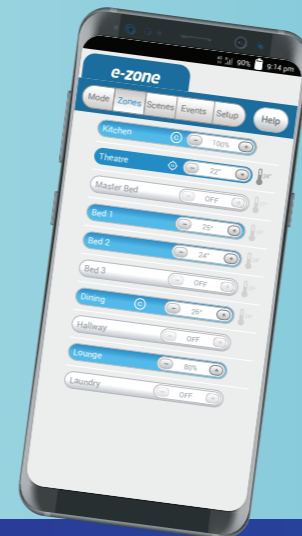 90% 9:14 pm
e-zone
Mode Zones Scenes Events Setup Help
Kitchen C - 100% +
Theatre - 22° +
Master Bed - OFF +
Bed 1 - 25° +
Bed 2 - 24° +
Bed 3 - OFF +
Dining C - 25° +
Hallway - OFF +
Lounge - 80% +
Laundry - OFF +